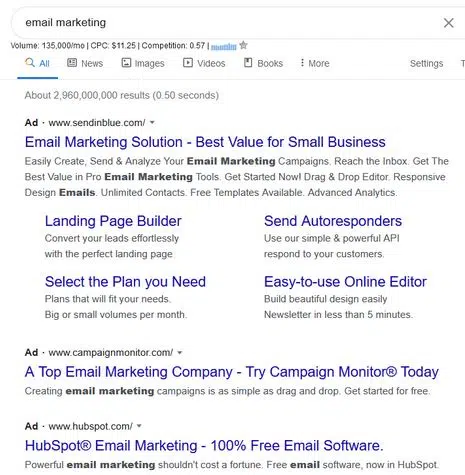 email marketing
Volume: 135,000/mo | CPC: $11.25 | Competition: 0.57 |
All News Images Videos Books More Settings T
About 2,960,000,000 results (0.50 seconds)
Ad · www.sendinblue.com/
Email Marketing Solution - Best Value for Small Business
Easily Create, Send & Analyze Your Email Marketing Campaigns. Reach the Inbox. Get The
Best Value in Pro Email Marketing Tools. Get Started Now! Drag & Drop Editor. Responsive
Design Emails. Unlimited Contacts. Free Templates Available. Advanced Analytics.
Landing Page Builder
Convert your leads effortlessly
with the perfect landing page
Send Autoresponders
Use our simple & powerful API
respond to your customers.
Select the Plan you Need
Plans that will fit your needs.
Big or small volumes per month.
Easy-to-use Online Editor
Build beautiful design easily
Newsletter in less than 5 minutes.
Ad · www.campaignmonitor.com/
A Top Email Marketing Company - Try Campaign Monitor® Today
Creating email marketing campaigns is as simple as drag and drop. Get started for free.
Ad · www.hubspot.com/
HubSpot® Email Marketing - 100% Free Email Software.
Powerful email marketing shouldn't cost a fortune. Free email software, now in HubSpot.